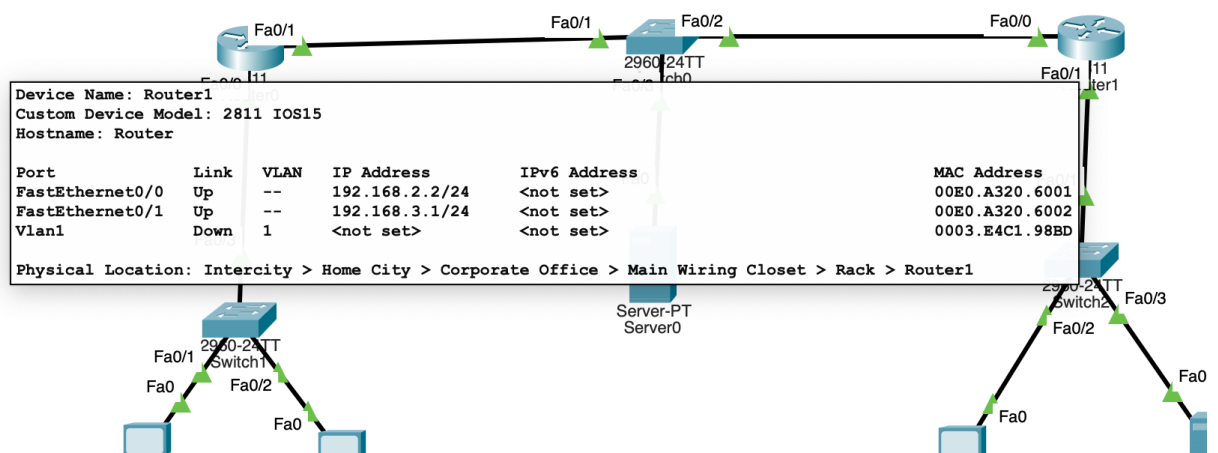 Fa0/1
Fa0/1
Fa0/2
Fa0/0
2960-24TT
Fa0/1
Device Name: Router1
Custom Device Model: 2811 IOS15
Hostname: Router
Port Link VLAN IP Address IPv6 Address MAC Address
FastEthernet0/0 Up -- 192.168.2.2/24 <not set> 00E0.A320.6001
FastEthernet0/1 Up -- 192.168.3.1/24 <not set> 00E0.A320.6002
Vlan1 Down 1 <not set> <not set> 0003.E4C1.98BD
Fa0/3
Physical Location: Intercity > Home City > Corporate Office > Main Wiring Closet > Rack > Router1
Server-PT
Server0
2960-24TT
Switch2
Fa0/3
Fa0/2
2960-24TT
Switch1
Fa0/1
Fa0
Fa0/2
Fa0
Fa0
Fa0